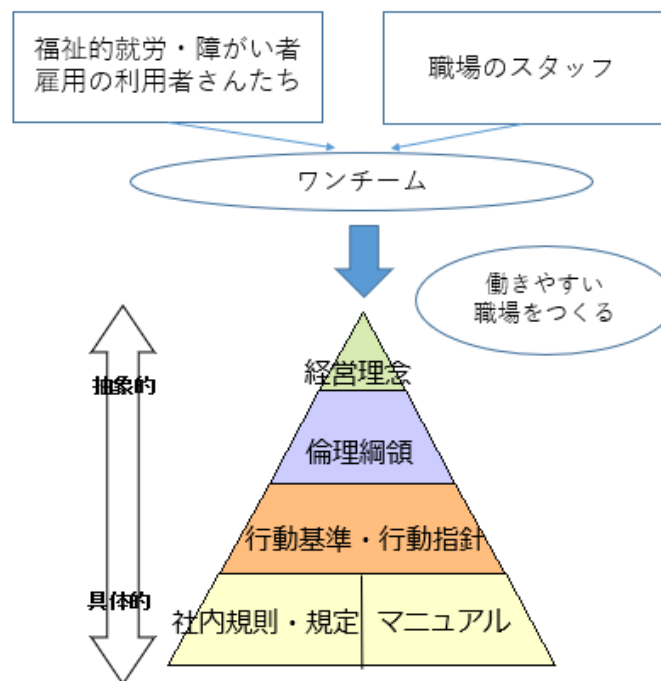 福祉的就労・障がい者
雇用の利用者さんたち
職場のスタッフ
ワンチーム
働きやすい
職場をつくる
抽象的
経営理念
倫理綱領
行動基準・行動指針
具体的
社内規則・規定
マニュアル